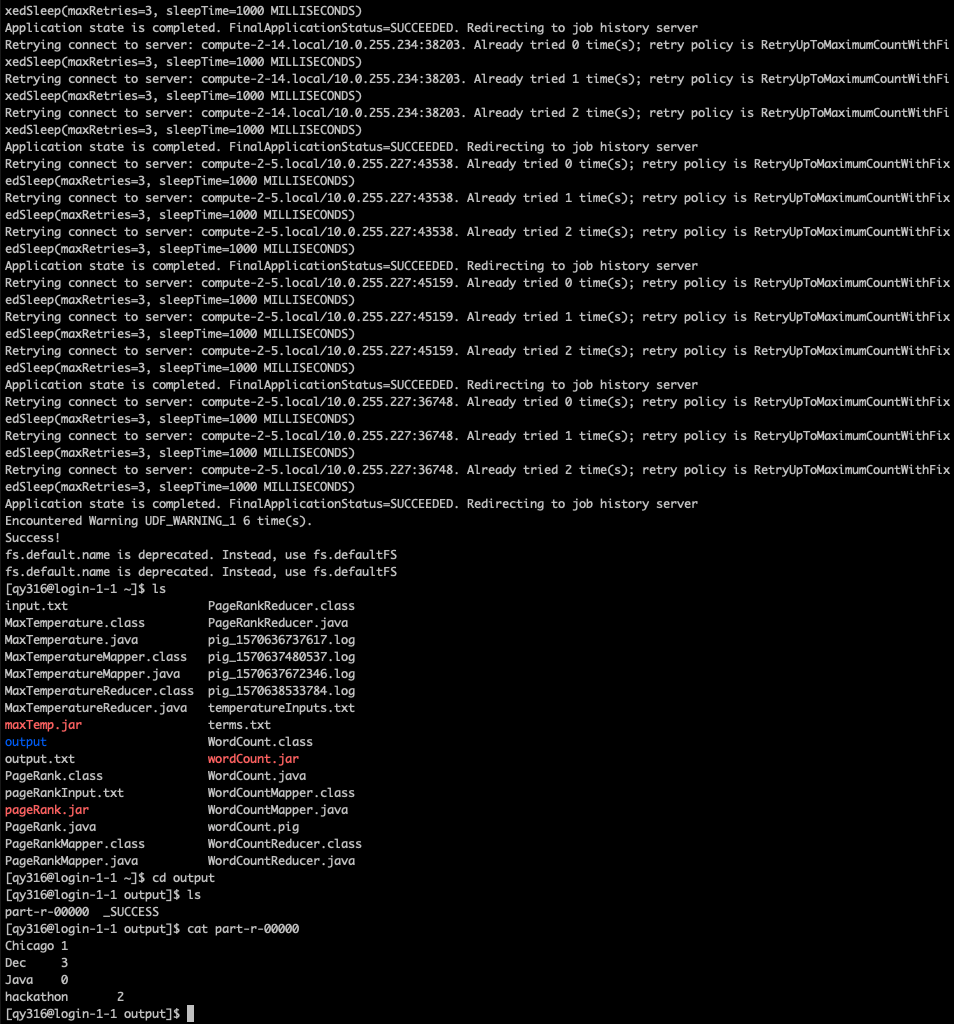 xedSleep(maxRetries=3, sleepTime=1000 MILLISECONDS)
Application state is completed. FinalApplicationStatus=SUCCEEDED. Redirecting to job history server
Retrying connect to server: compute-2-14.local/10.0.255.234:38203. Already tried 0 time(s); retry policy is RetryUpToMaximumCountWithFi
xedSleep(maxRetries=3, sleepTime=1000 MILLISECONDS)
Retrying connect to server: compute-2-14.local/10.0.255.234:38203. Already tried 1 time(s); retry policy is RetryUpToMaximumCountWithFi
xedSleep(maxRetries=3, sleepTime=1000 MILLISECONDS)
Retrying connect to server: compute-2-14.local/10.0.255.234:38203. Already tried 2 time(s); retry policy is RetryUpToMaximumCountWithFi
xedSleep(maxRetries=3, sleepTime=1000 MILLISECONDS)
Application state is completed. FinalApplicationStatus=SUCCEEDED. Redirecting to job history server
Retrying connect to server: compute-2-5.local/10.0.255.227:43538. Already tried 0 time(s); retry policy is RetryUpToMaximumCountWithFix
edSleep(maxRetries=3, sleepTime=1000 MILLISECONDS)
Retrying connect to server: compute-2-5.local/10.0.255.227:43538. Already tried 1 time(s); retry policy is RetryUpToMaximumCountWithFix
edSleep(maxRetries=3, sleepTime=1000 MILLISECONDS)
Retrying connect to server: compute-2-5.local/10.0.255.227:43538. Already tried 2 time(s); retry policy is RetryUpToMaximumCountWithFix
edSleep(maxRetries=3, sleepTime=1000 MILLISECONDS)
Application state is completed. FinalApplicationStatus=SUCCEEDED. Redirecting to job history server
Retrying connect to server: compute-2-5.local/10.0.255.227:45159. Already tried 0 time(s); retry policy is RetryUpToMaximumCountWithFix
edSleep(maxRetries=3, sleepTime=1000 MILLISECONDS)
Retrying connect to server: compute-2-5.local/10.0.255.227:45159. Already tried 1 time(s); retry policy is RetryUpToMaximumCountWithFix
edSleep(maxRetries=3, sleepTime=1000 MILLISECONDS)
Retrying connect to server: compute-2-5.local/10.0.255.227:45159. Already tried 2 time(s); retry policy is RetryUpToMaximumCountWithFix
edSleep(maxRetries=3, sleepTime=1000 MILLISECONDS)
Application state is completed. FinalApplicationStatus=SUCCEEDED. Redirecting to job history server
Retrying connect to server: compute-2-5.local/10.0.255.227:36748. Already tried 0 time(s); retry policy is RetryUpToMaximumCountWithFix
edSleep(maxRetries=3, sleepTime=1000 MILLISECONDS)
Retrying connect to server: compute-2-5.local/10.0.255.227:36748. Already tried 1 time(s); retry policy is RetryUpToMaximumCountWithFix
edSleep(maxRetries=3, sleepTime=1000 MILLISECONDS)
Retrying connect to server: compute-2-5.local/10.0.255.227:36748. Already tried 2 time(s); retry policy is RetryUpToMaximumCountWithFix
edSleep(maxRetries=3, sleepTime=1000 MILLISECONDS)
Application state is completed. FinalApplicationStatus=SUCCEEDED. Redirecting to job history server
Encountered Warning UDF_WARNING_1 6 time(s).
Success!
fs.default.name is deprecated. Instead, use fs.defaultFS
fs.default.name is deprecated. Instead, use fs.defaultFS
[qy316@login-1-1 ~]$ ls
input.txt                    PageRankReducer.class
MaxTemperature.class         PageRankReducer.java
MaxTemperature.java          pig_1570636737617.log
MaxTemperatureMapper.class   pig_1570637480537.log
MaxTemperatureMapper.java    pig_1570637672346.log
MaxTemperatureReducer.class  pig_1570638533784.log
MaxTemperatureReducer.java   temperatureInputs.txt
maxTemp.jar                  terms.txt
output                       WordCount.class
output.txt                   wordCount.jar
PageRank.class               WordCount.java
pageRankInput.txt            WordCountMapper.class
pageRank.jar                 WordCountMapper.java
PageRank.java                wordCount.pig
PageRankMapper.class         WordCountReducer.class
PageRankMapper.java          WordCountReducer.java
[qy316@login-1-1 ~]$ cd output
[qy316@login-1-1 output]$ ls
part-r-00000  _SUCCESS
[qy316@login-1-1 output]$ cat part-r-00000
Chicago 1
Dec     3
Java    0
hackathon       2
[qy316@login-1-1 output]$